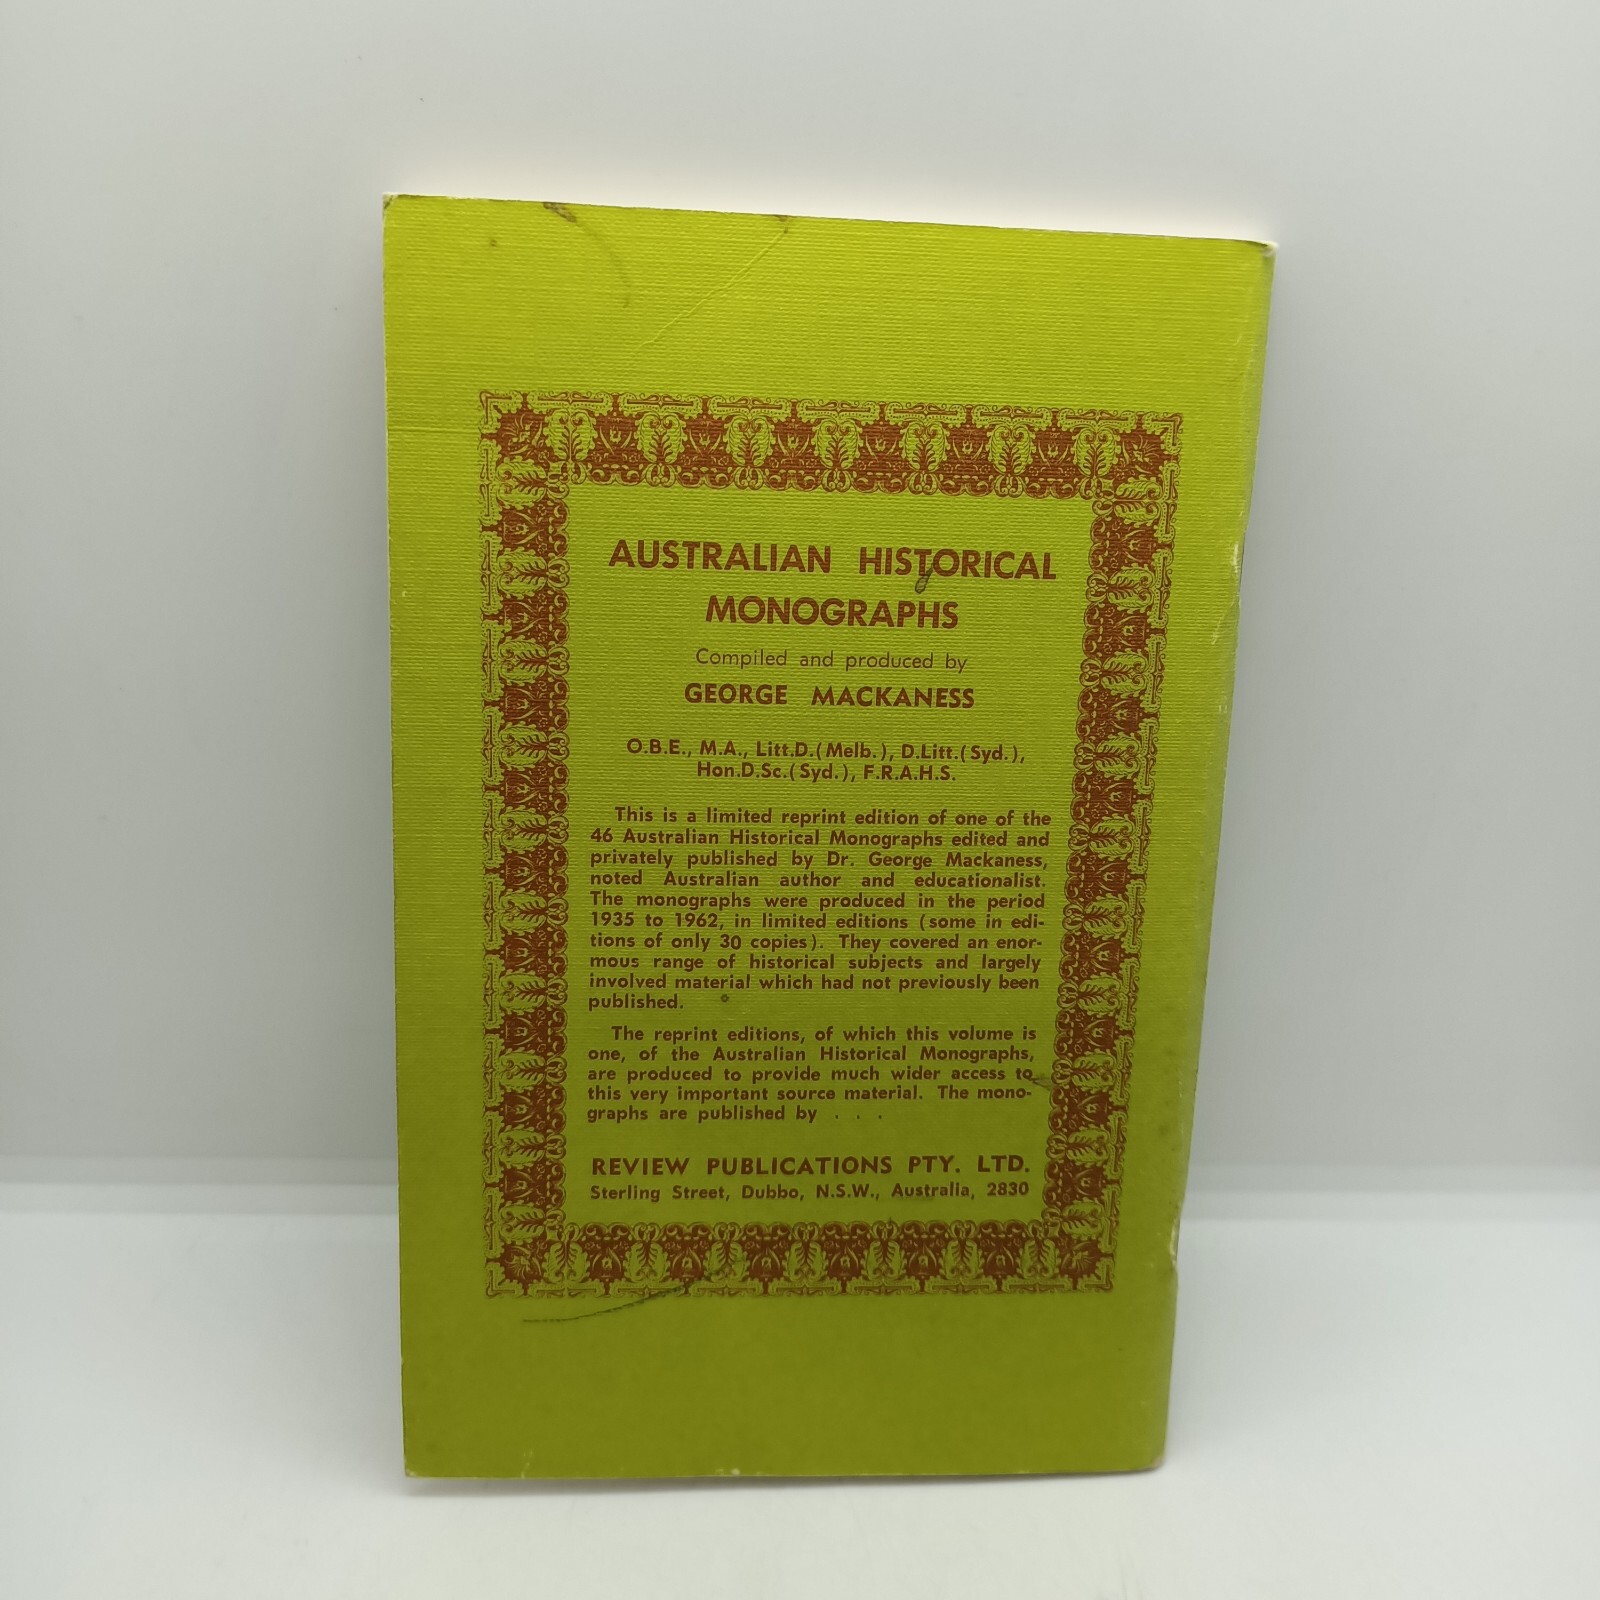 AUSTRALIAN HISTORICAL
MONOGRAPHS
Compiled and produced by
GEORGE MACKANESS
O.B.E., M.A., Litt.D.(Melb.), D.Litt.(Syd.),
Hon.D.Sc.(Syd.), F.R.A.H.S.
This is a limited reprint edition of one of the
46 Australian Historical Monographs edited and
privately published by Dr. George Mackaness,
noted Australian author and educationalist.
The monographs were produced in the period
1935 to 1962, in limited editions (some in edi-
tions of only 30 copies). They covered an enor-
mous range of historical subjects and largely
involved material which had not previously been
published.
The reprint editions, of which this volume is
one, of the Australian Historical Monographs,
are produced to provide much wider access to
this very important source material. The mono-
graphs are published by . . .
REVIEW PUBLICATIONS PTY. LTD.
Sterling Street, Dubbo, N.S.W., Australia, 2830